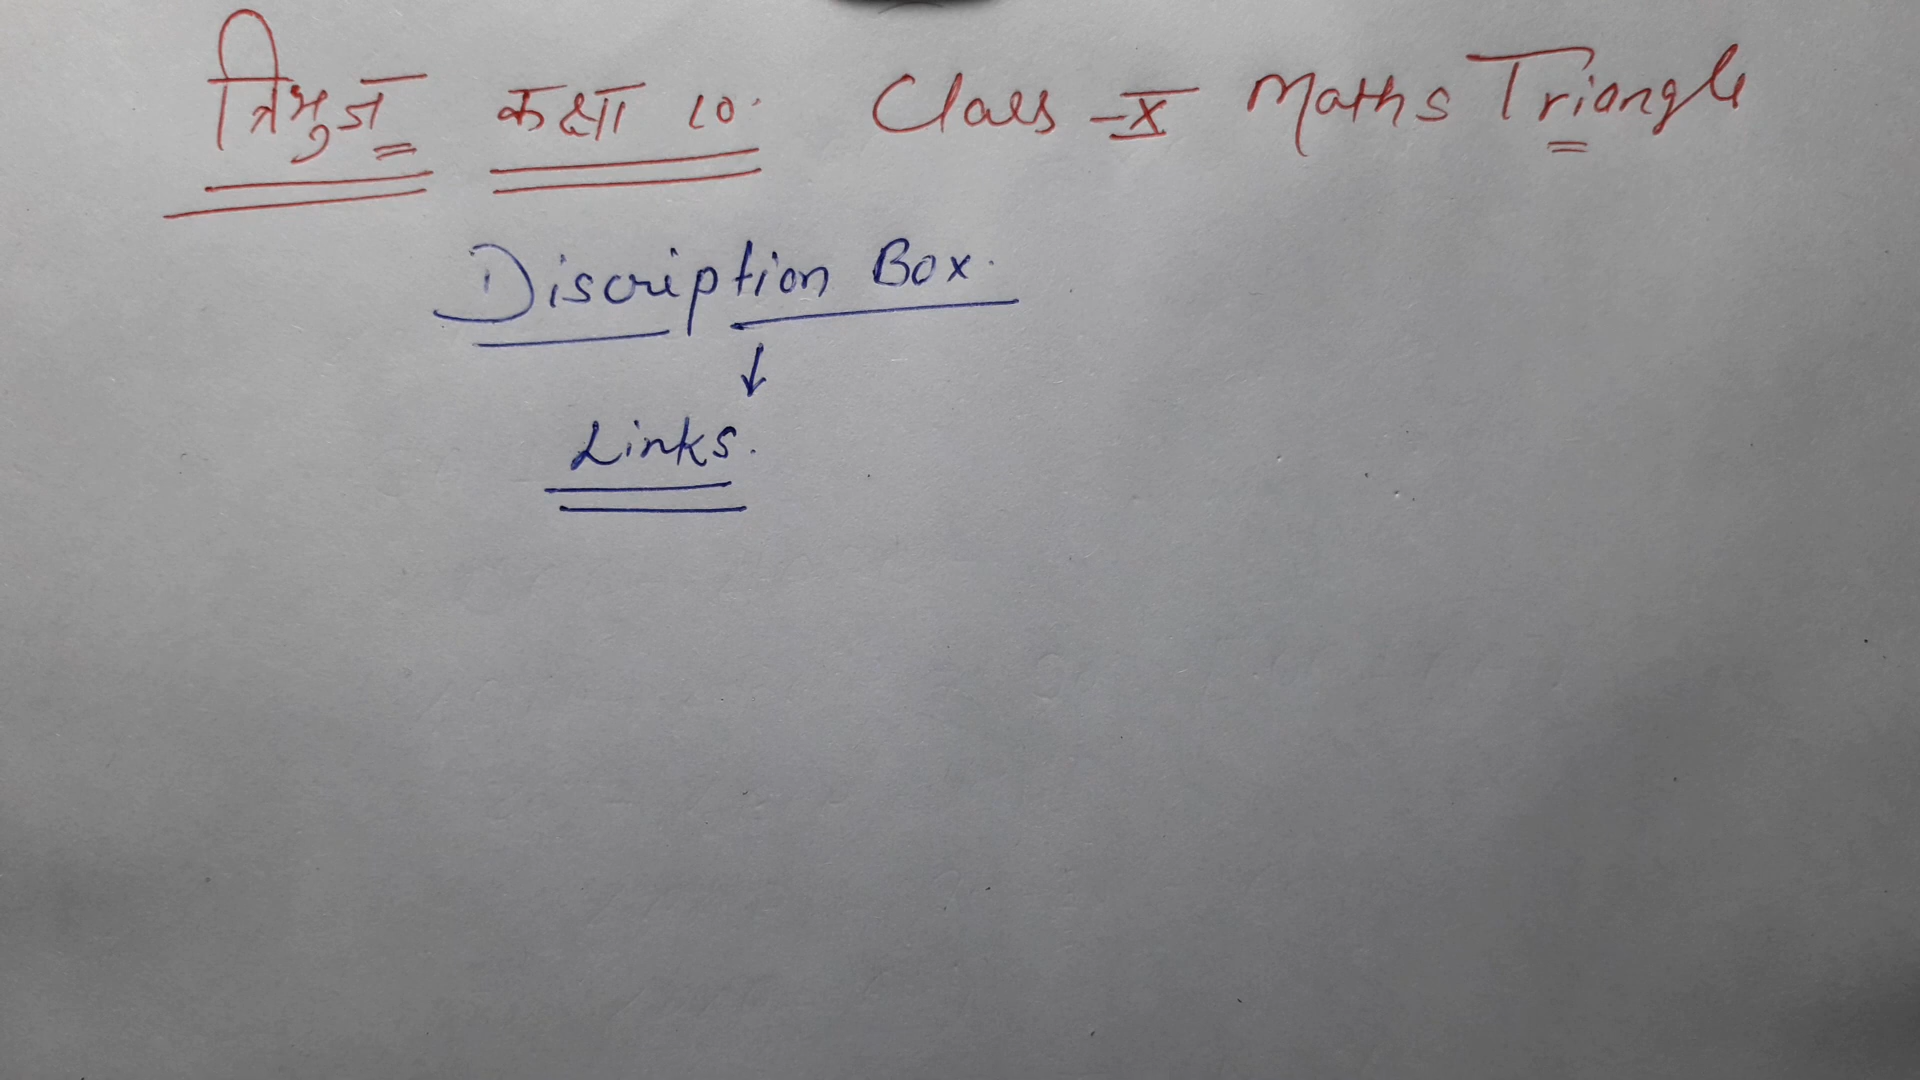 त्रिभुज कक्षा 10. Class - X Maths Triangle
Discription Box.
↓
Links.